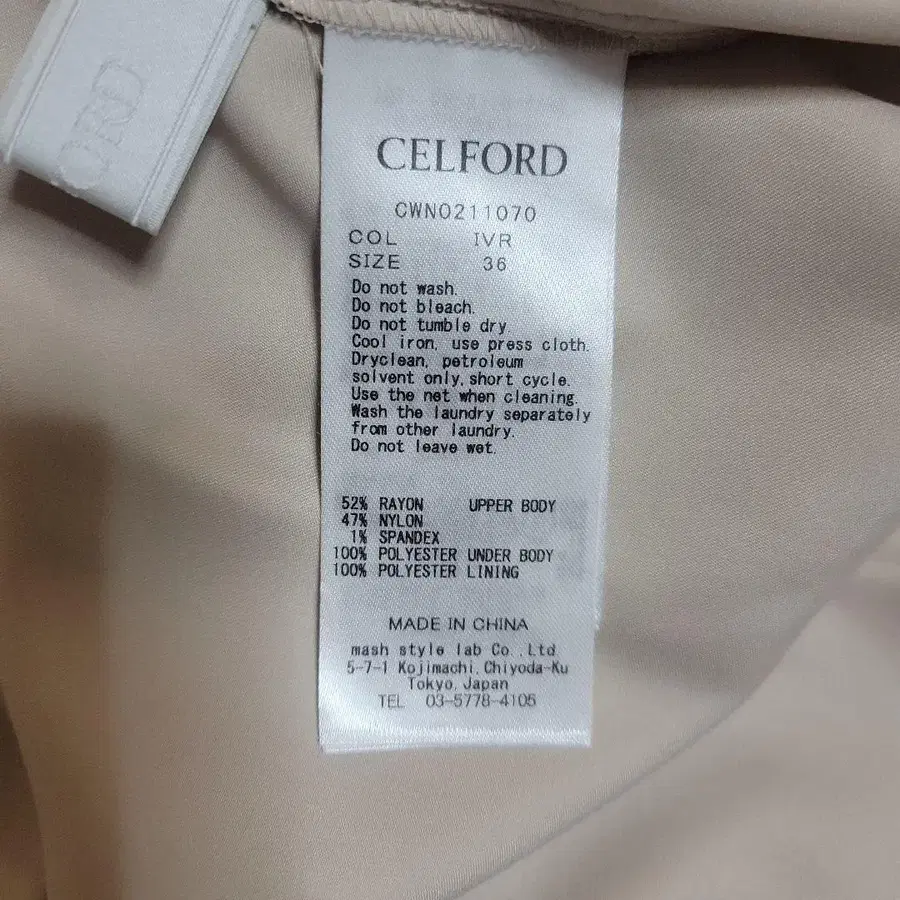 ORD
CELFORD
CWNO211070
COL IVR
SIZE 36
Do not wash.
Do not bleach.
Do not tumble dry
Cool iron, use press cloth.
Dryclean, petroleum
solvent only, short cycle.
Use the net when cleaning.
Wash the laundry separately
from other laundry.
Do not leave wet.
52% RAYON UPPER BODY
47% NYLON
1% SPANDEX
100% POLYESTER UNDER BODY
100% POLYESTER LINING
MADE IN CHINA
mash style lab Co.,Ltd
5-7-1 Kojimachi,Chiyoda-Ku
Tokyo,Japan
TEL 03-5778-4105